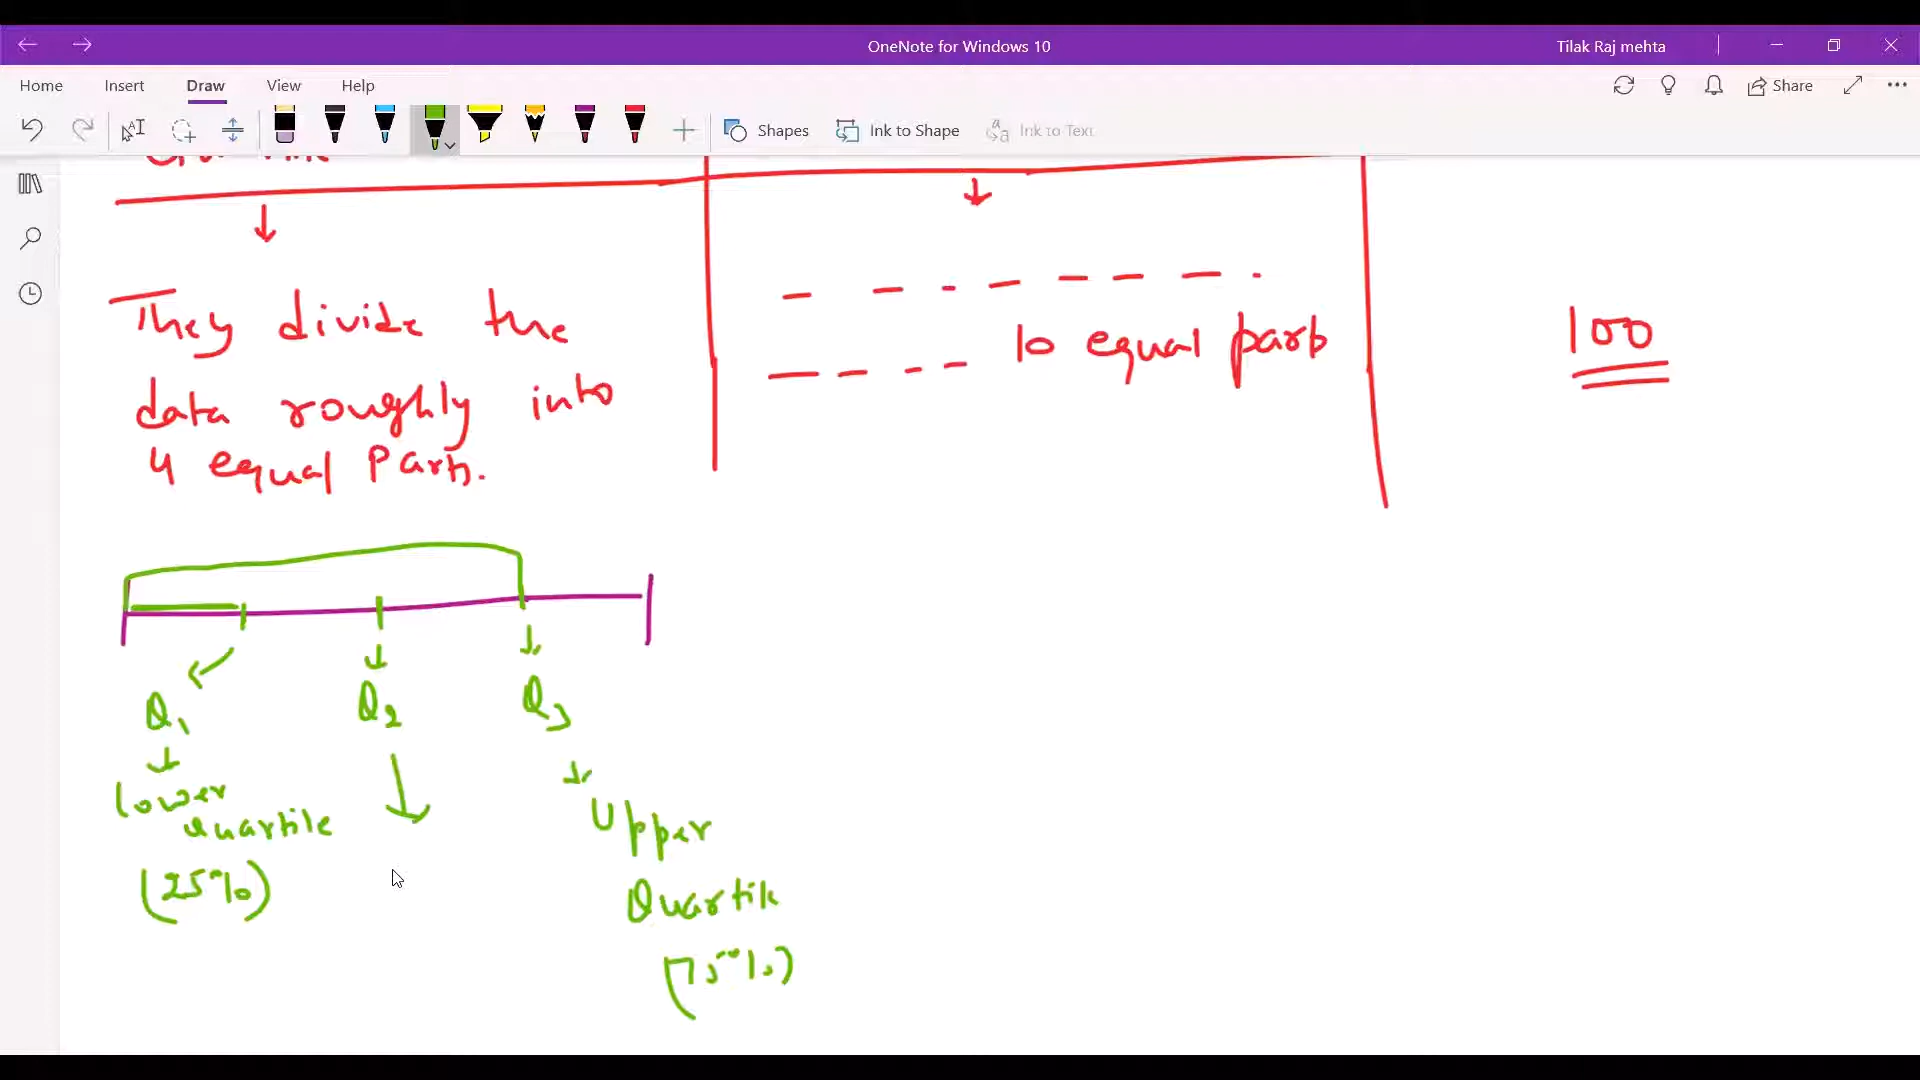 OneNote for Windows 10
Tilak Raj mehta
Home Insert Draw View Help
Share
Shapes
Ink to Shape
Ink to Text
They divide the
data roughly into
4 equal Parts.
10 equal parts
100
Q1
Q2
Q3
lower
Quartile
(25%)
Upper
Quartile
(75%)